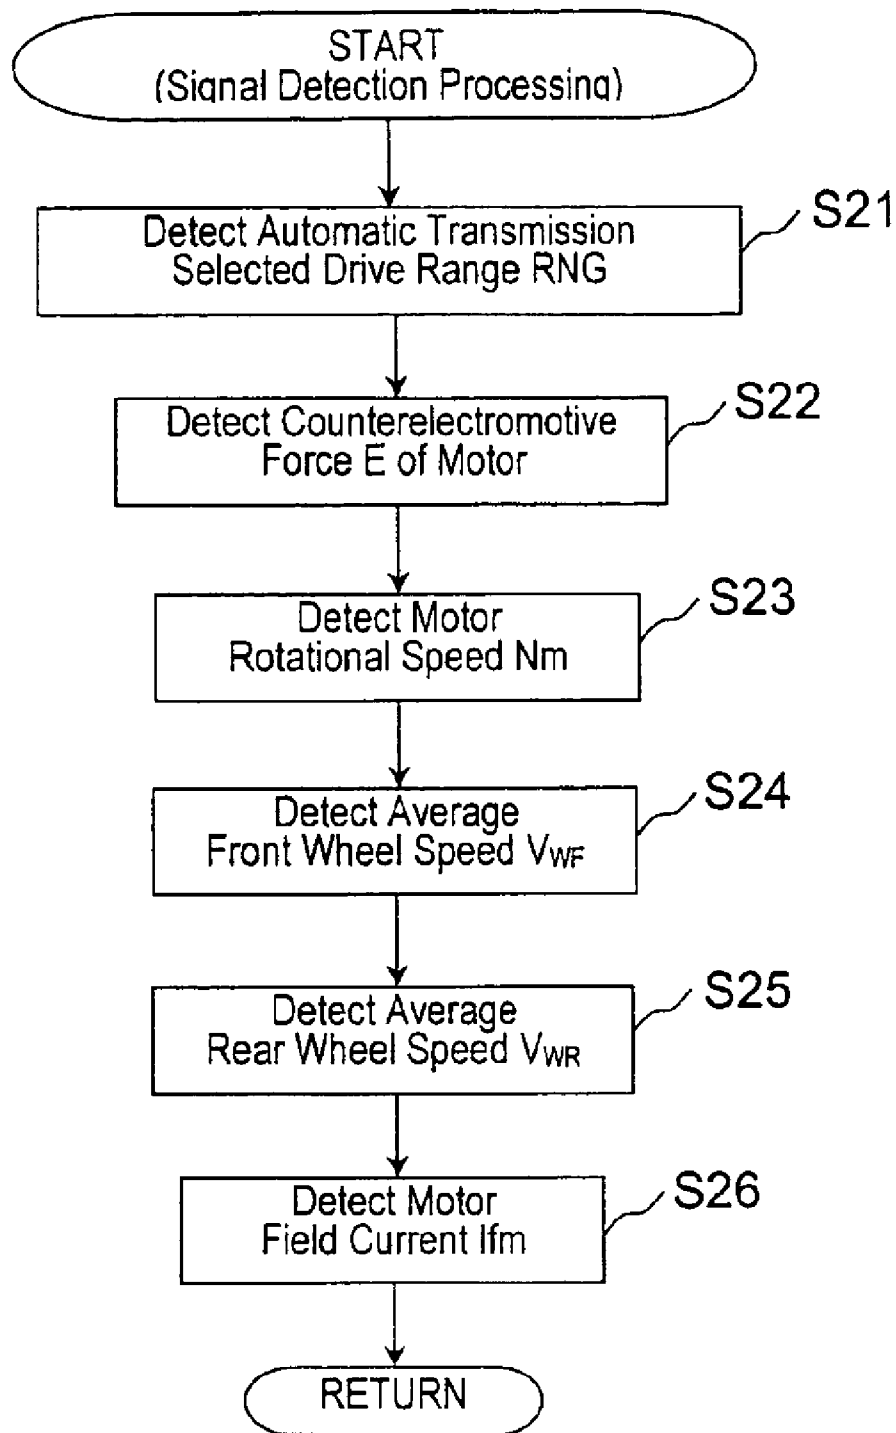 START
(Signal Detection Processing)
Detect Automatic Transmission
Selected Drive Range RNG
S21
Detect Counterelectromotive
Force E of Motor
S22
Detect Motor
Rotational Speed Nm
S23
Detect Average
Front Wheel Speed VWF
S24
Detect Average
Rear Wheel Speed VWR
S25
Detect Motor
Field Current Ifm
S26
RETURN